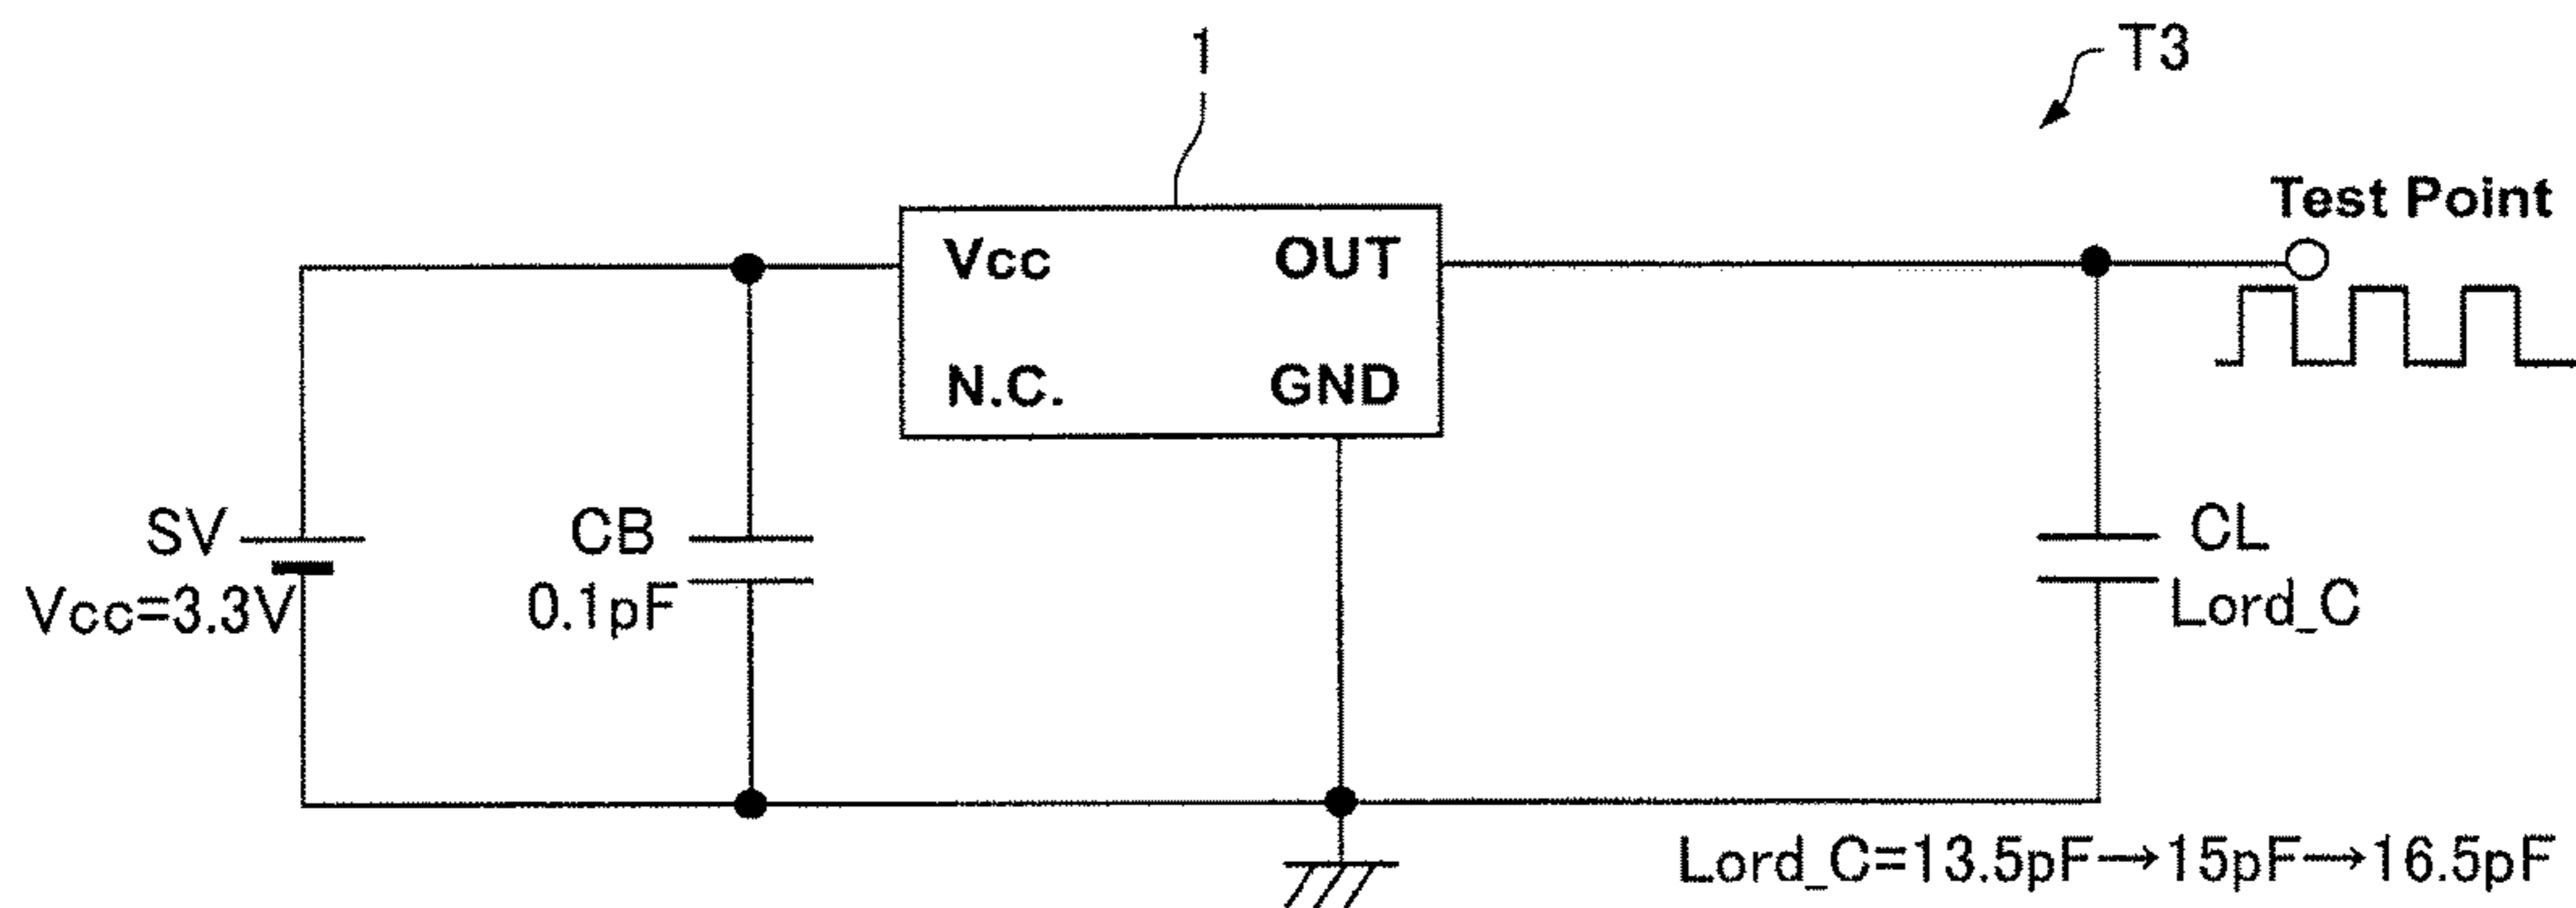 1
T3
Test Point
Vcc OUT
N.C. GND
SV
Vcc=3.3V
CB
0.1pF
CL
Lord_C
Lord_C=13.5pF→15pF→16.5pF